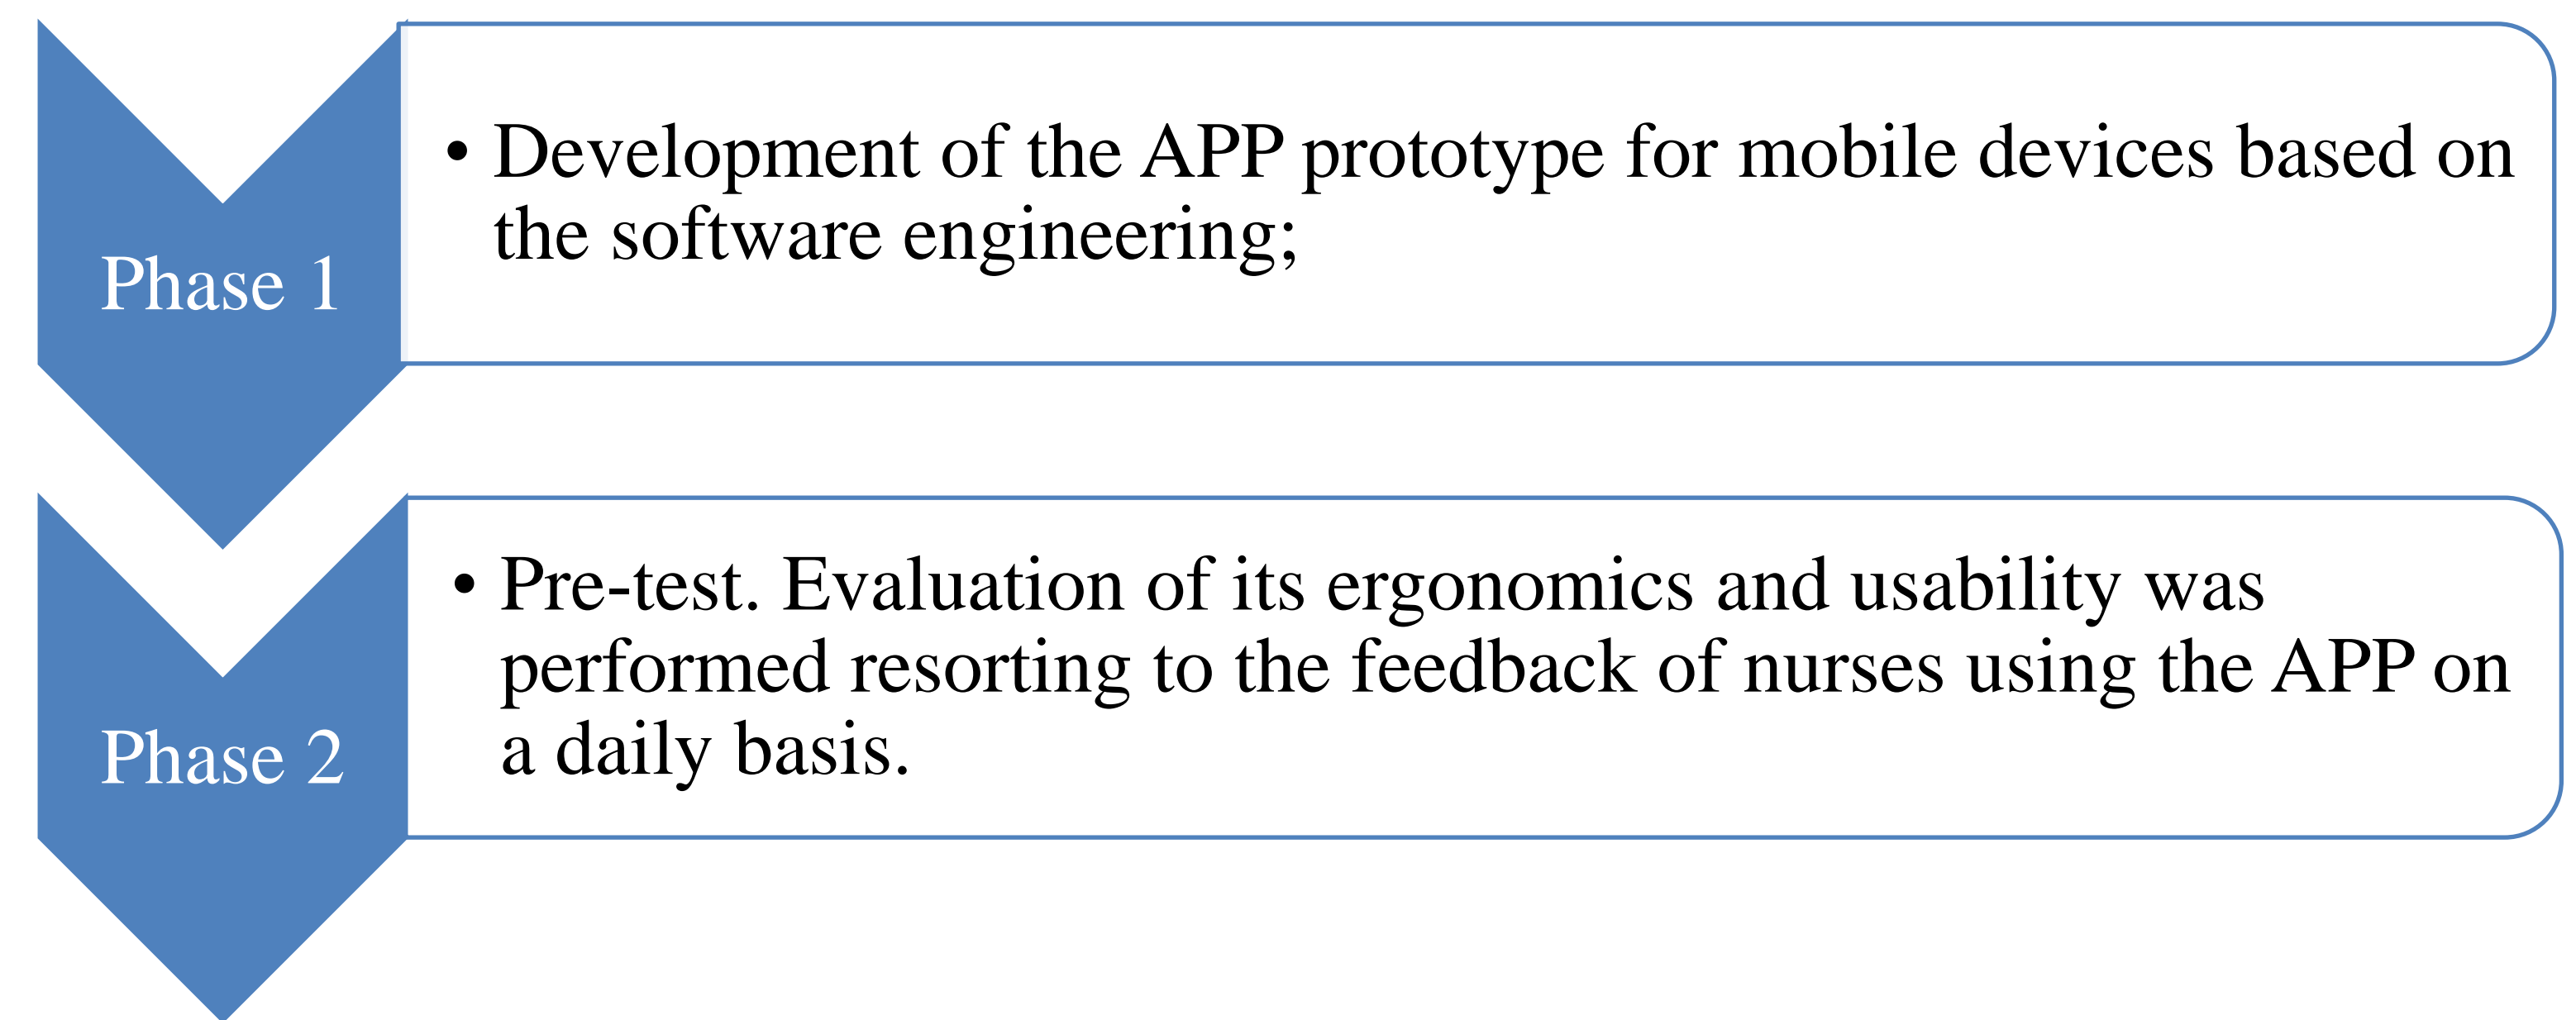 Phase 1
• Development of the APP prototype for mobile devices based on
the software engineering;
Phase 2
• Pre-test. Evaluation of its ergonomics and usability was
performed resorting to the feedback of nurses using the APP on
a daily basis.